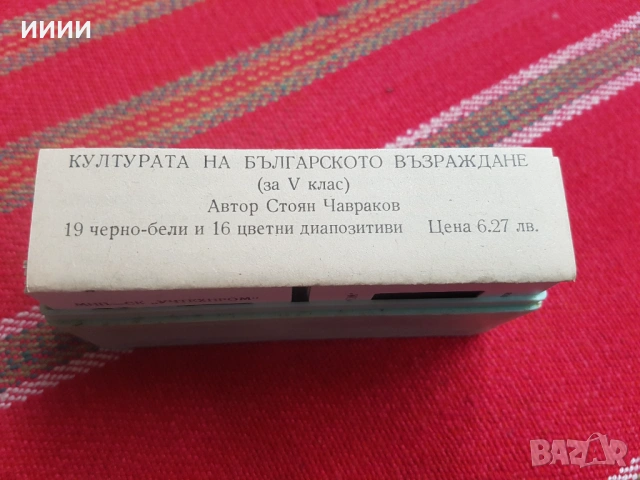 ииии
КУЛТУРАТА НА БЪЛГАРСКОТО ВЪЗРАЖДАНЕ
(за V клас)
Автор Стоян Чавраков
19 черно-бели и 16 цветни диапозитиви Цена 6.27 лв.
BAZAR